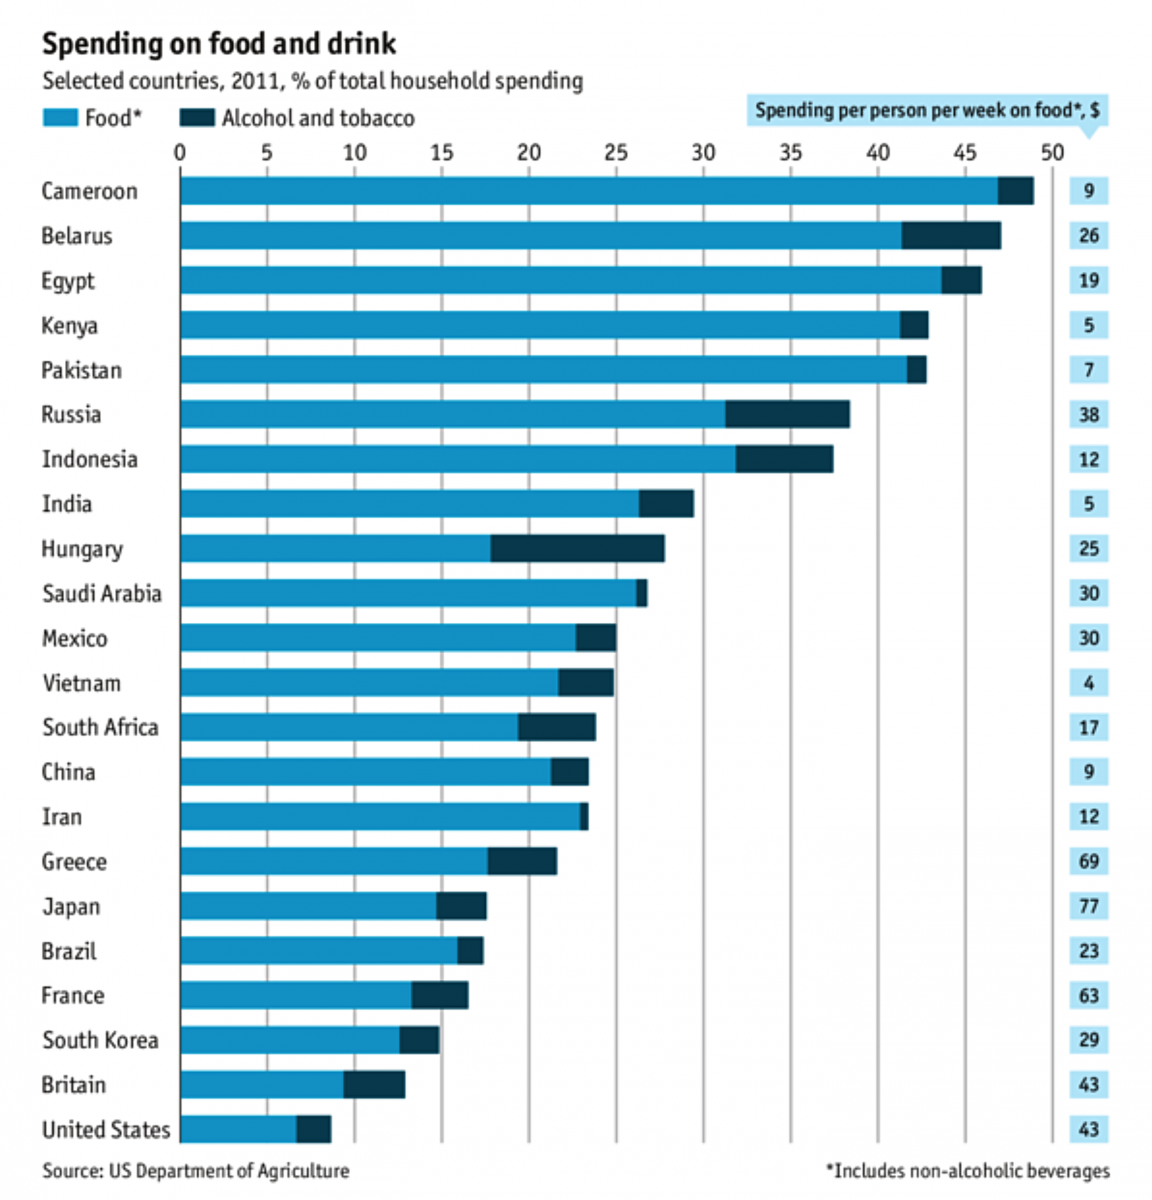 Spending on food and drink
Selected countries, 2011, % of total household spending
Food* Alcohol and tobacco
Spending per person per week on food*, $
0 5 10 15 20 25 30 35 40 45 50
Cameroon 9
Belarus 26
Egypt 19
Kenya 5
Pakistan 7
Russia 38
Indonesia 12
India 5
Hungary 25
Saudi Arabia 30
Mexico 30
Vietnam 4
South Africa 17
China 9
Iran 12
Greece 69
Japan 77
Brazil 23
France 63
South Korea 29
Britain 43
United States 43
Source: US Department of Agriculture *Includes non-alcoholic beverages